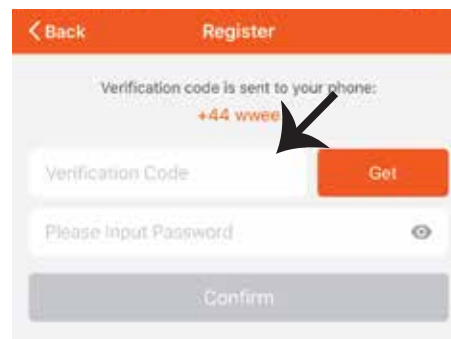 Back Register
Verification code is sent to your phone:
+44 wwee
Verification Code Get
Please Input Password
Confirm